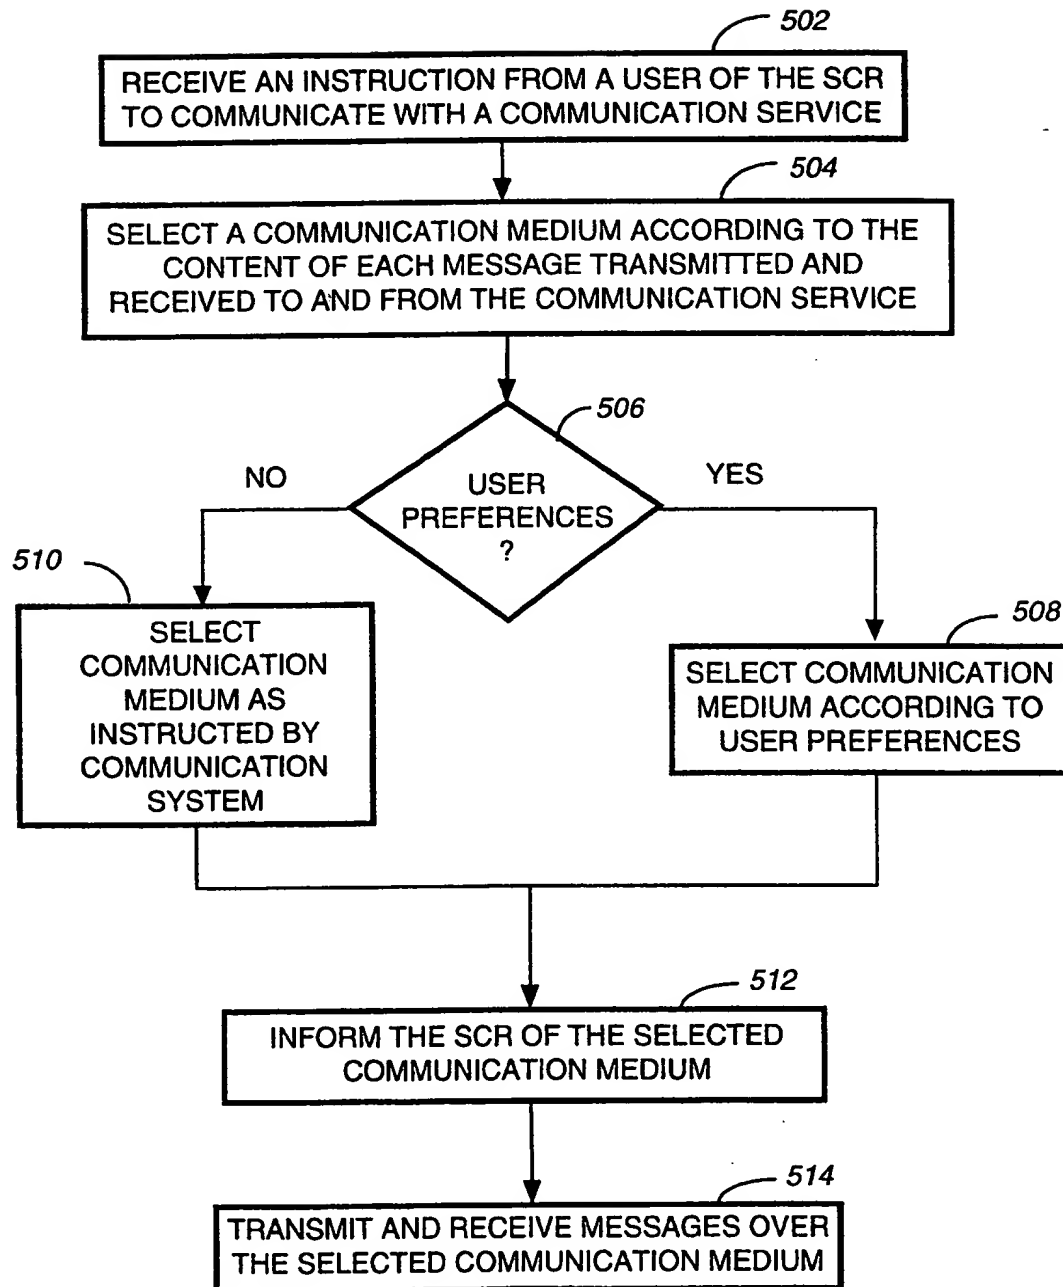 502
RECEIVE AN INSTRUCTION FROM A USER OF THE SCR
TO COMMUNICATE WITH A COMMUNICATION SERVICE
504
SELECT A COMMUNICATION MEDIUM ACCORDING TO THE
CONTENT OF EACH MESSAGE TRANSMITTED AND
RECEIVED TO AND FROM THE COMMUNICATION SERVICE
506
NO
YES
USER
PREFERENCES
?
510
SELECT
COMMUNICATION
MEDIUM AS
INSTRUCTED BY
COMMUNICATION
SYSTEM
508
SELECT COMMUNICATION
MEDIUM ACCORDING TO
USER PREFERENCES
512
INFORM THE SCR OF THE SELECTED
COMMUNICATION MEDIUM
514
TRANSMIT AND RECEIVE MESSAGES OVER
THE SELECTED COMMUNICATION MEDIUM